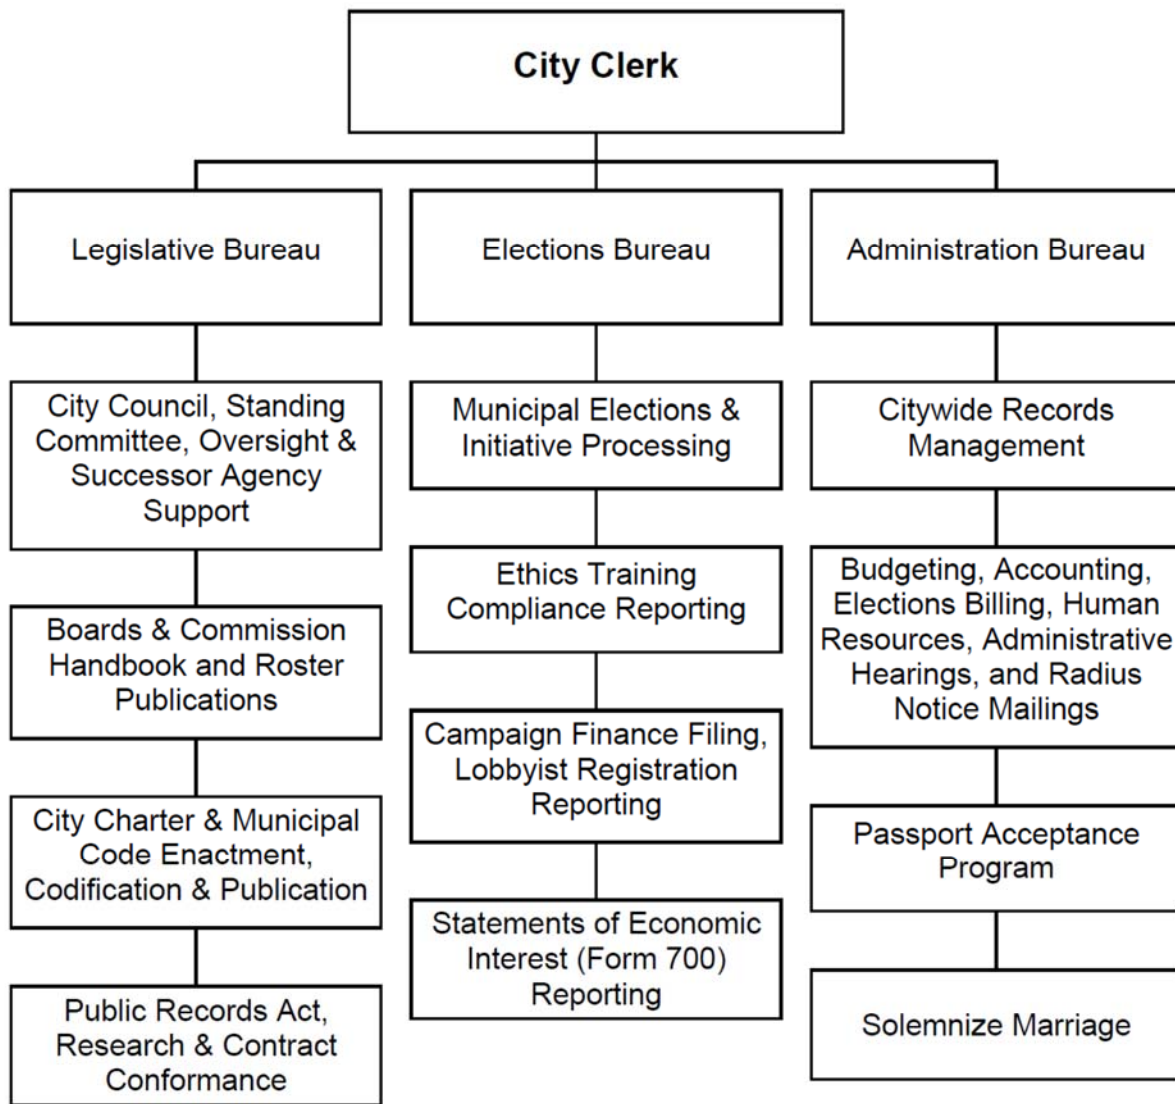 City Clerk
Legislative Bureau
City Council, Standing
Committee, Oversight &
Successor Agency
Support
Boards & Commission
Handbook and Roster
Publications
City Charter & Municipal
Code Enactment,
Codification & Publication
Public Records Act,
Research & Contract
Conformance
Elections Bureau
Municipal Elections &
Initiative Processing
Ethics Training
Compliance Reporting
Campaign Finance Filing,
Lobbyist Registration
Reporting
Statements of Economic
Interest (Form 700)
Reporting
Administration Bureau
Citywide Records
Management
Budgeting, Accounting,
Elections Billing, Human
Resources, Administrative
Hearings, and Radius
Notice Mailings
Passport Acceptance
Program
Solemnize Marriage